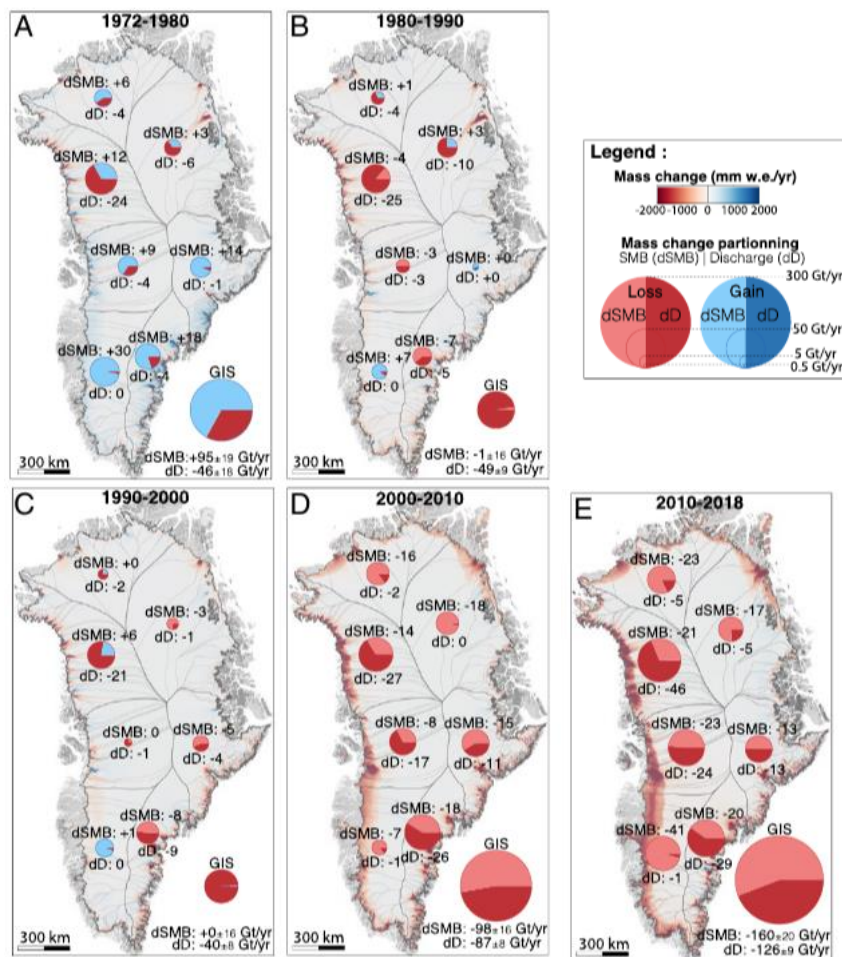 A
1972-1980
dSMB: +6
dD: -4
dSMB: +3
dD: -6
dSMB: +12
dD: -24
dSMB: +9
dD: -4
dSMB: +14
dD: -1
dSMB: +18
dD: -4
dSMB: +30
dD: 0
GIS
dSMB:+95±19 Gt/yr
dD: -46±18 Gt/yr
300 km
B
1980-1990
dSMB: +1
dD: -4
dSMB: +3
dD: -10
dSMB: -4
dD: -25
dSMB: -3
dD: -3
dSMB: +0
dD: +0
dSMB: -7
dD: -5
dSMB: +7
dD: 0
GIS
dSMB: -1±16 Gt/yr
dD: -49±9 Gt/yr
300 km
Legend :
Mass change (mm w.e./yr)
-2000 -1000 0 1000 2000
Mass change partionning
SMB (dSMB) | Discharge (dD)
300 Gt/yr
Loss Gain
dSMB dD dSMB dD
50 Gt/yr
5 Gt/yr
0.5 Gt/yr
C
1990-2000
dSMB: +0
dD: -2
dSMB: -3
dD: -1
dSMB: +6
dD: -21
dSMB: 0
dD: -1
dSMB: -5
dD: -4
dSMB: -8
dD: -9
dSMB: +1
dD: 0
GIS
dSMB: +0±16 Gt/yr
dD: -40±8 Gt/yr
300 km
D
2000-2010
dSMB: -16
dD: -2
dSMB: -18
dD: 0
dSMB: -14
dD: -27
dSMB: -8
dD: -17
dSMB: -15
dD: -11
dSMB: -18
dD: -26
dSMB: -7
dD: -1
GIS
dSMB: -98±16 Gt/yr
dD: -87±8 Gt/yr
300 km
E
2010-2018
dSMB: -23
dD: -5
dSMB: -17
dD: -5
dSMB: -21
dD: -46
dSMB: -23
dD: -24
dSMB: -13
dD: -13
dSMB: -20
dD: -29
dSMB: -41
dD: -1
GIS
dSMB: -160±20 Gt/yr
dD: -126±9 Gt/yr
300 km